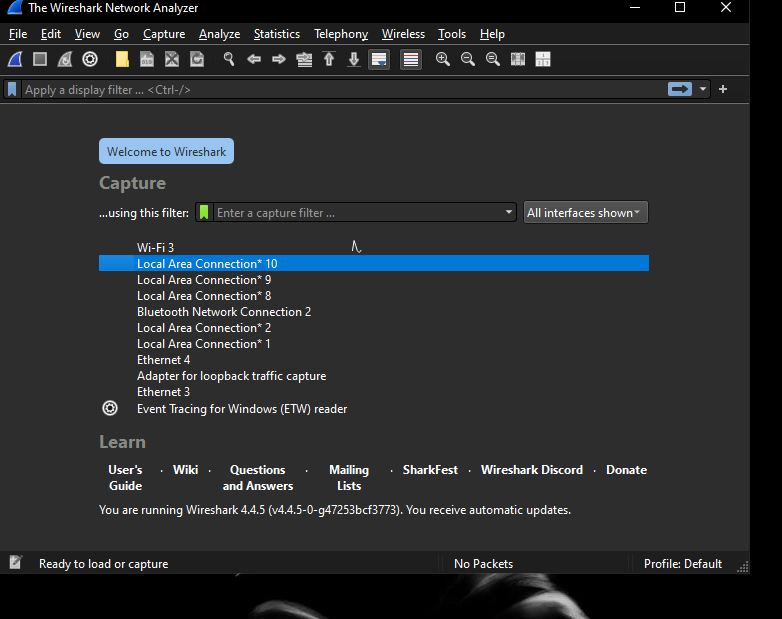 The Wireshark Network Analyzer
File Edit View Go Capture Analyze Statistics Telephony Wireless Tools Help
Apply a display filter ... <Ctrl-/>
Welcome to Wireshark
Capture
...using this filter: Enter a capture filter ... All interfaces shown
Wi-Fi 3
Local Area Connection* 10
Local Area Connection* 9
Local Area Connection* 8
Bluetooth Network Connection 2
Local Area Connection* 2
Local Area Connection* 1
Ethernet 4
Adapter for loopback traffic capture
Ethernet 3
Event Tracing for Windows (ETW) reader
Learn
User's Guide · Wiki · Questions and Answers · Mailing Lists · SharkFest · Wireshark Discord · Donate
You are running Wireshark 4.4.5 (v4.4.5-0-g47253bcf3773). You receive automatic updates.
Ready to load or capture No Packets Profile: Default